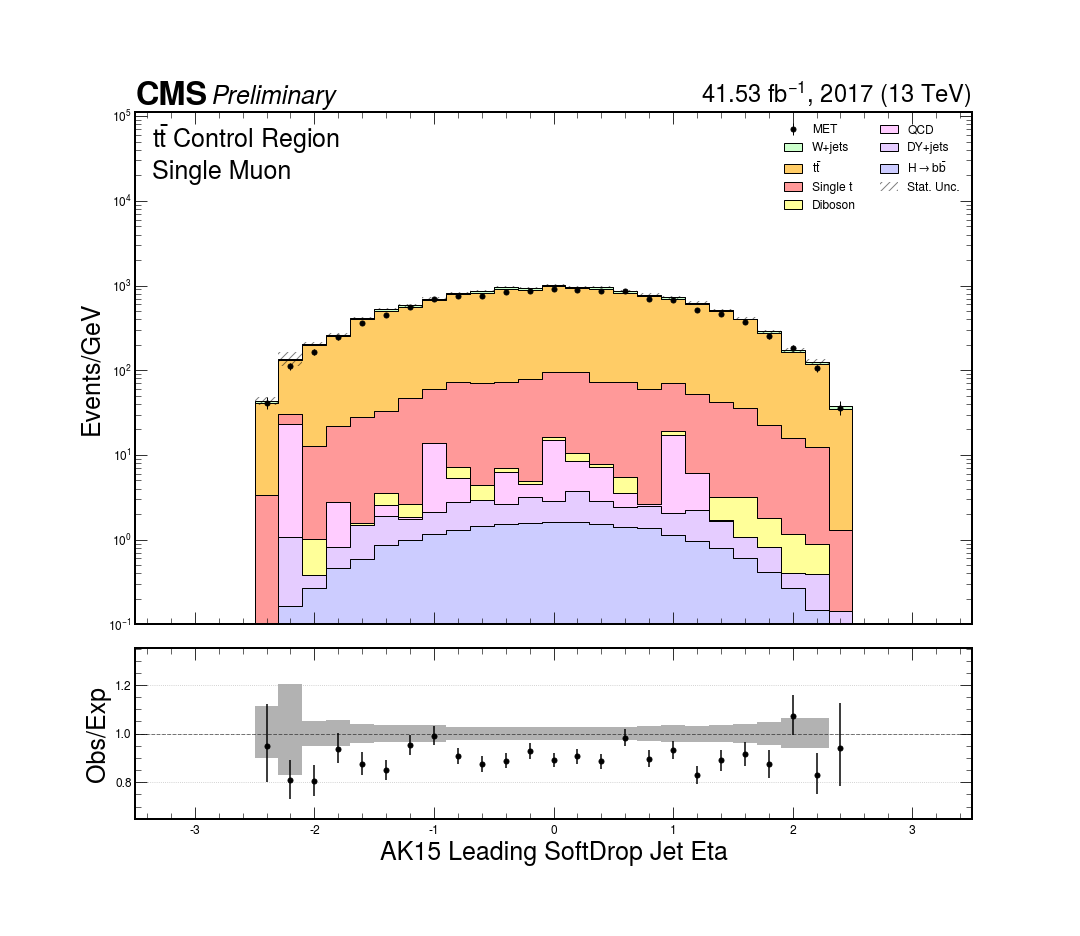 CMS Preliminary
41.53 fb⁻¹, 2017 (13 TeV)
tt̄ Control Region
Single Muon
MET
W+jets
tt̄
Single t
Diboson
QCD
DY+jets
H→bb̄
Stat. Unc.
Events/GeV
10⁵
10⁴
10³
10²
10¹
10⁰
10⁻¹
Obs/Exp
1.2
1.0
0.8
-3 -2 -1 0 1 2 3
AK15 Leading SoftDrop Jet Eta